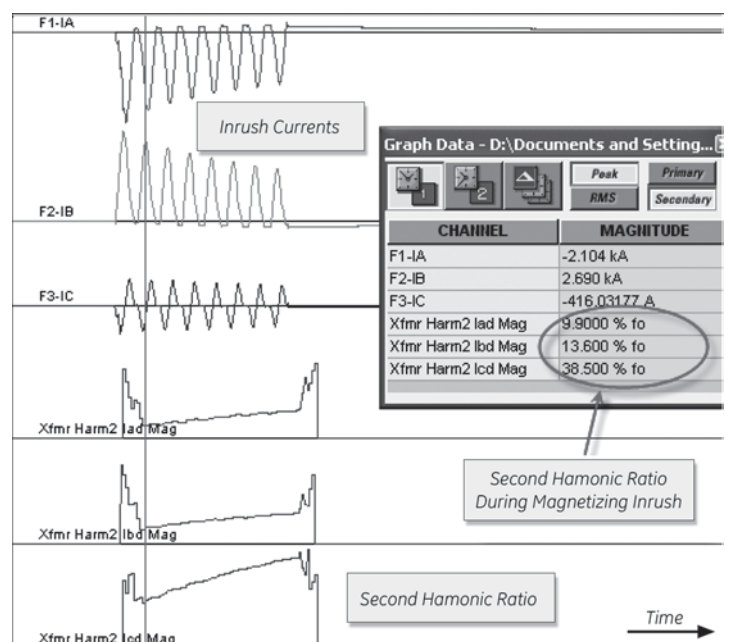 F1-IA
Inrush Currents
F2-IB
F3-IC
Graph Data - D:\Documents and Setting...
1
2
Peak
RMS
Primary
Secondary
CHANNEL MAGNITUDE
F1-IA -2.104 kA
F2-IB 2.690 kA
F3-IC -416.03177 A
Xfmr Harm2 Iad Mag 9.9000 % fo
Xfmr Harm2 Ibd Mag 13.600 % fo
Xfmr Harm2 Icd Mag 38.500 % fo
Xfmr Harm2 Iad Mag
Second Hamonic Ratio
During Magnetizing Inrush
Xfmr Harm2 Ibd Mag
Second Hamonic Ratio
Time
Xfmr Harm2 Icd Mag